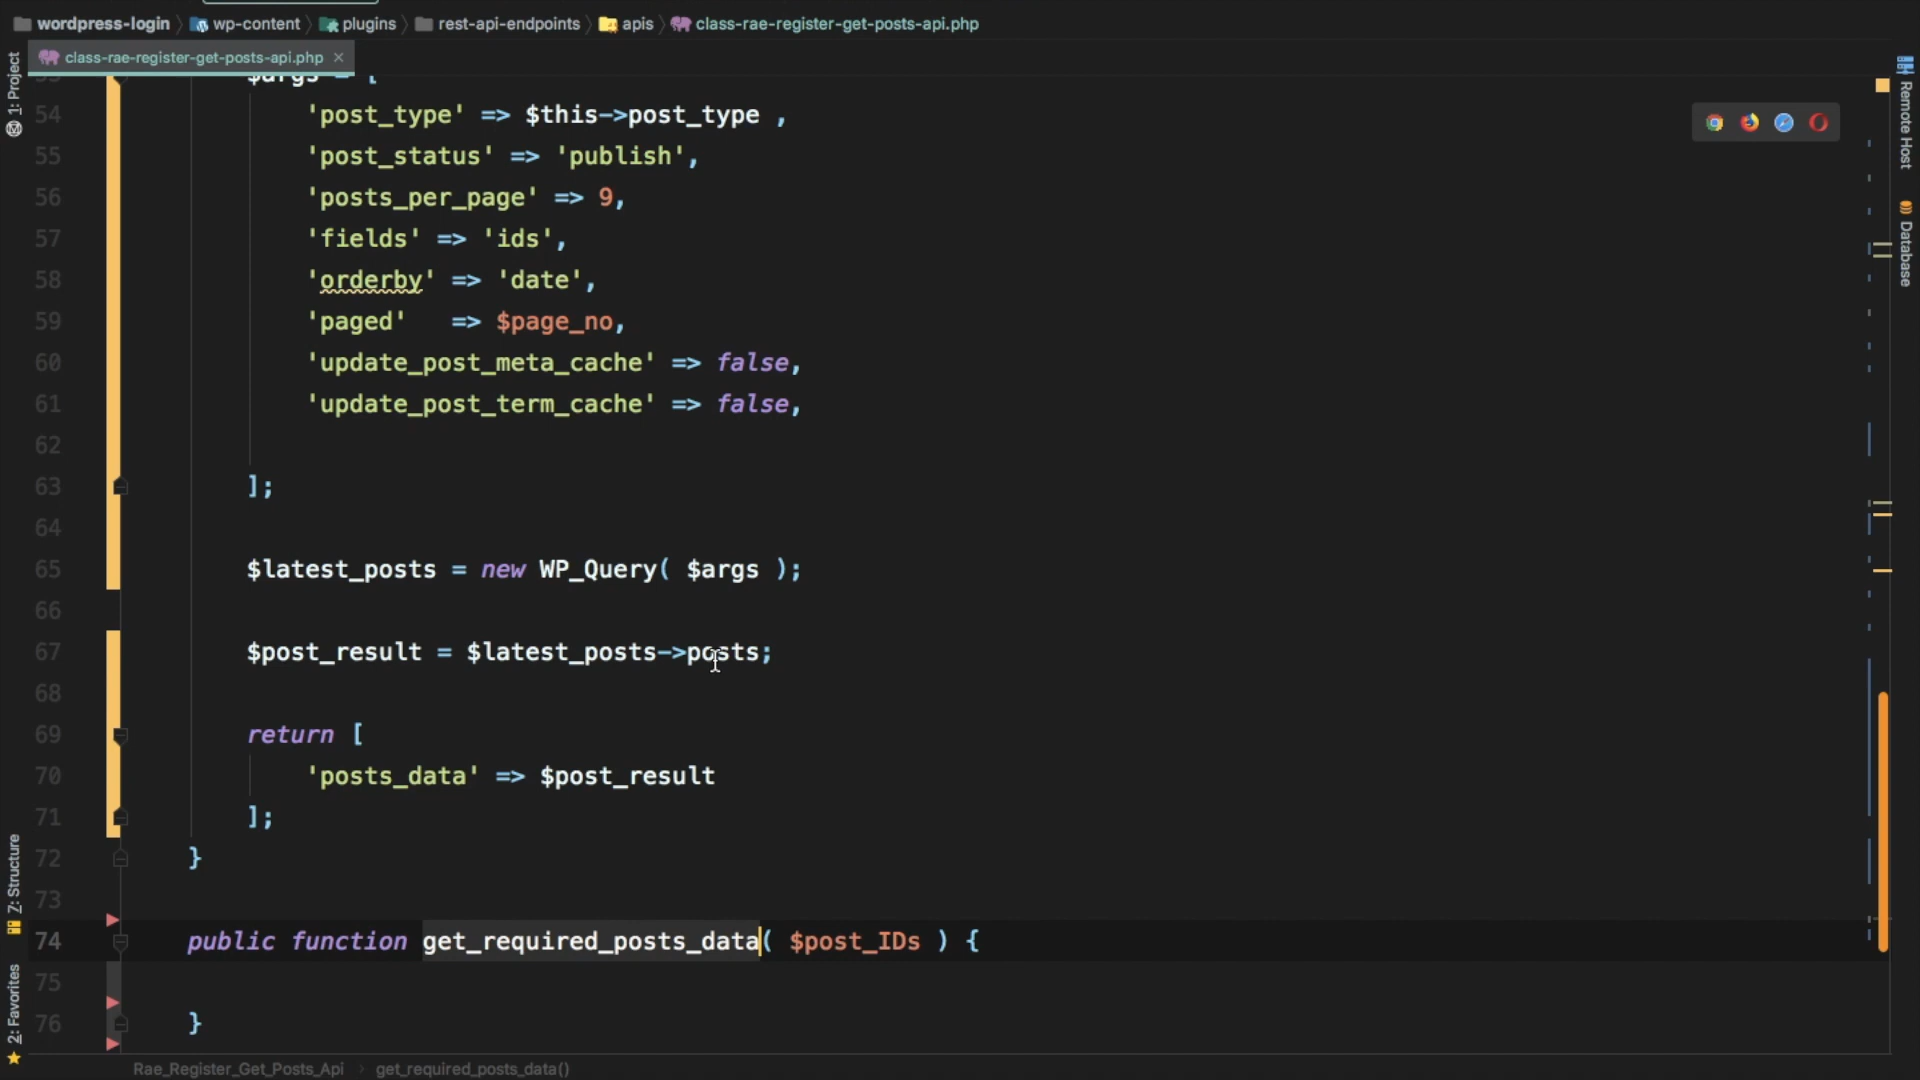 wordpress-login
wp-content
plugins
rest-api-endpoints
apis
class-rae-register-get-posts-api.php
class-rae-register-get-posts-api.php
1: Project
$args = [
54 'post_type' => $this->post_type ,
55 'post_status' => 'publish',
56 'posts_per_page' => 9,
57 'fields' => 'ids',
58 'orderby' => 'date',
59 'paged'   => $page_no,
60 'update_post_meta_cache' => false,
61 'update_post_term_cache' => false,
62
63 ];
64
65 $latest_posts = new WP_Query( $args );
66
67 $post_result = $latest_posts->posts;
68
69 return [
70 'posts_data' => $post_result
71 ];
72 }
73
74 public function get_required_posts_data( $post_IDs ) {
75
76 }
Rae_Register_Get_Posts_Api
get_required_posts_data()
Z: Structure
2: Favorites
Remote Host
Database